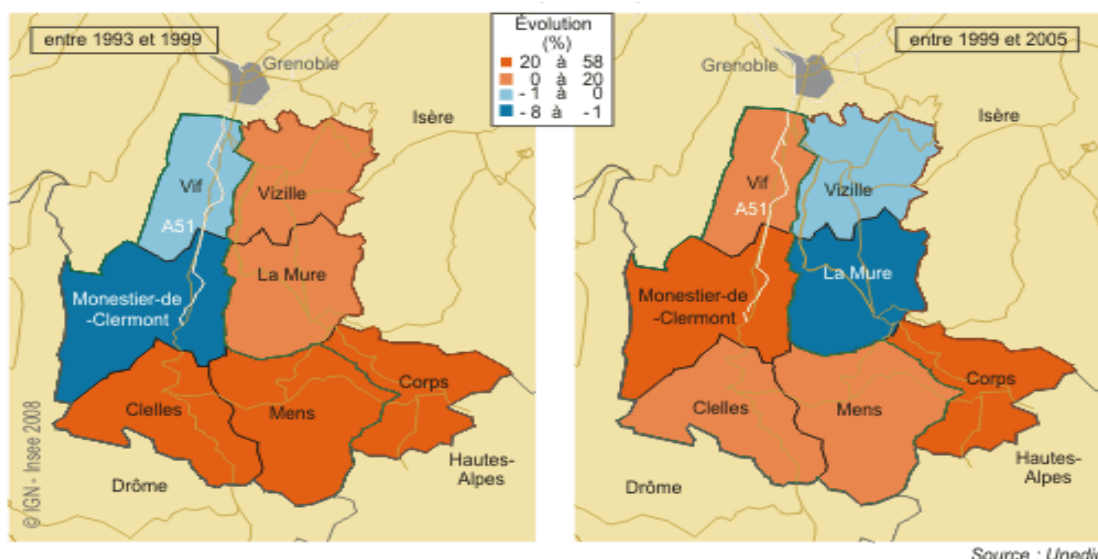 entre 1993 et 1999
Grenoble
Isère
Vif
A51
Vizille
La Mure
Monestier-de
-Clermont
Clelles
Mens
Corps
Drôme
Hautes-
Alpes
© IGN - Insee 2008
Évolution
(%)
20 à 58
0 à 20
- 1 à 0
- 8 à -1
entre 1999 et 2005
Grenoble
Isère
Vif
A51
Vizille
La Mure
Monestier-de
-Clermont
Clelles
Mens
Corps
Drôme
Hautes-
Alpes
Source : Unedic